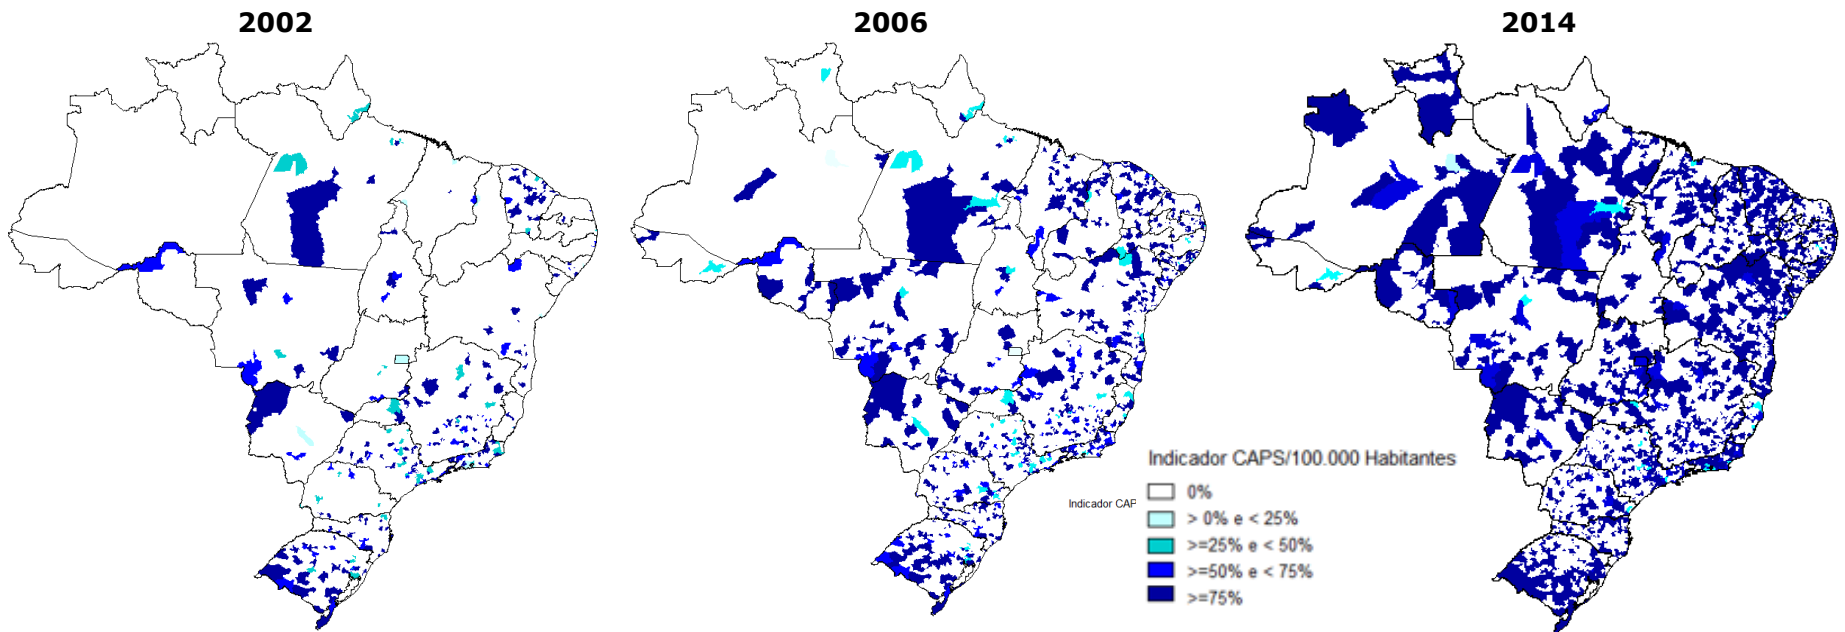 2002
2006
2014
Indicador CAPS/100.000 Habitantes
0%
> 0% e < 25%
Indicador CAP
>=25% e < 50%
>=50% e < 75%
>=75%